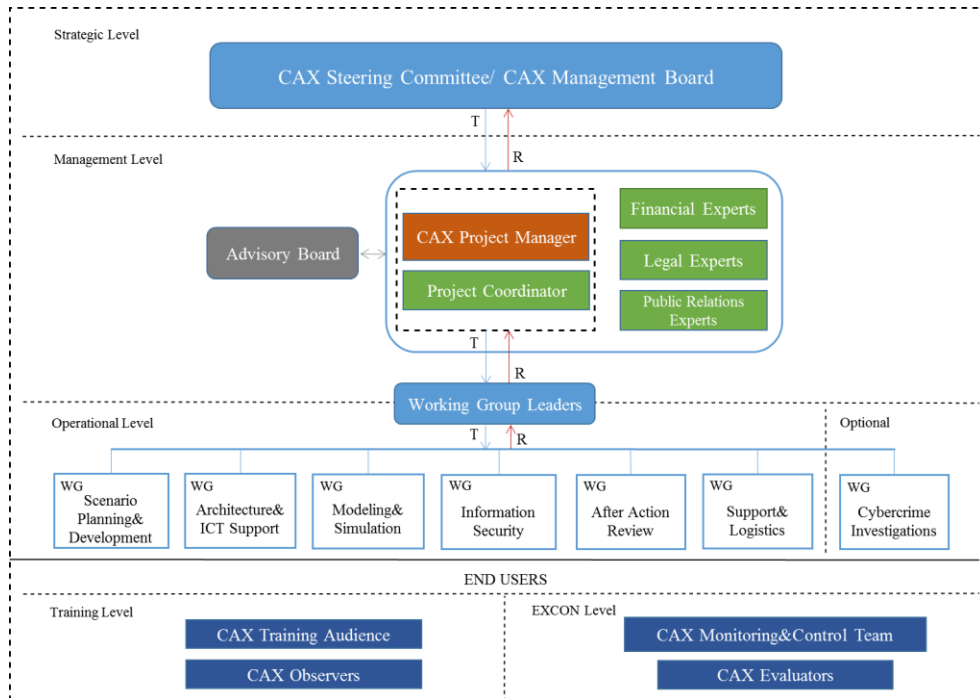 Strategic Level
CAX Steering Committee/ CAX Management Board
T
R
Management Level
Advisory Board
CAX Project Manager
Project Coordinator
Financial Experts
Legal Experts
Public Relations
Experts
T
R
Working Group Leaders
Operational Level
T
R
Optional
WG
Scenario
Planning&
Development
WG
Architecture&
ICT Support
WG
Modeling&
Simulation
WG
Information
Security
WG
After Action
Review
WG
Support&
Logistics
WG
Cybercrime
Investigations
END USERS
Training Level
CAX Training Audience
CAX Observers
EXCON Level
CAX Monitoring&Control Team
CAX Evaluators